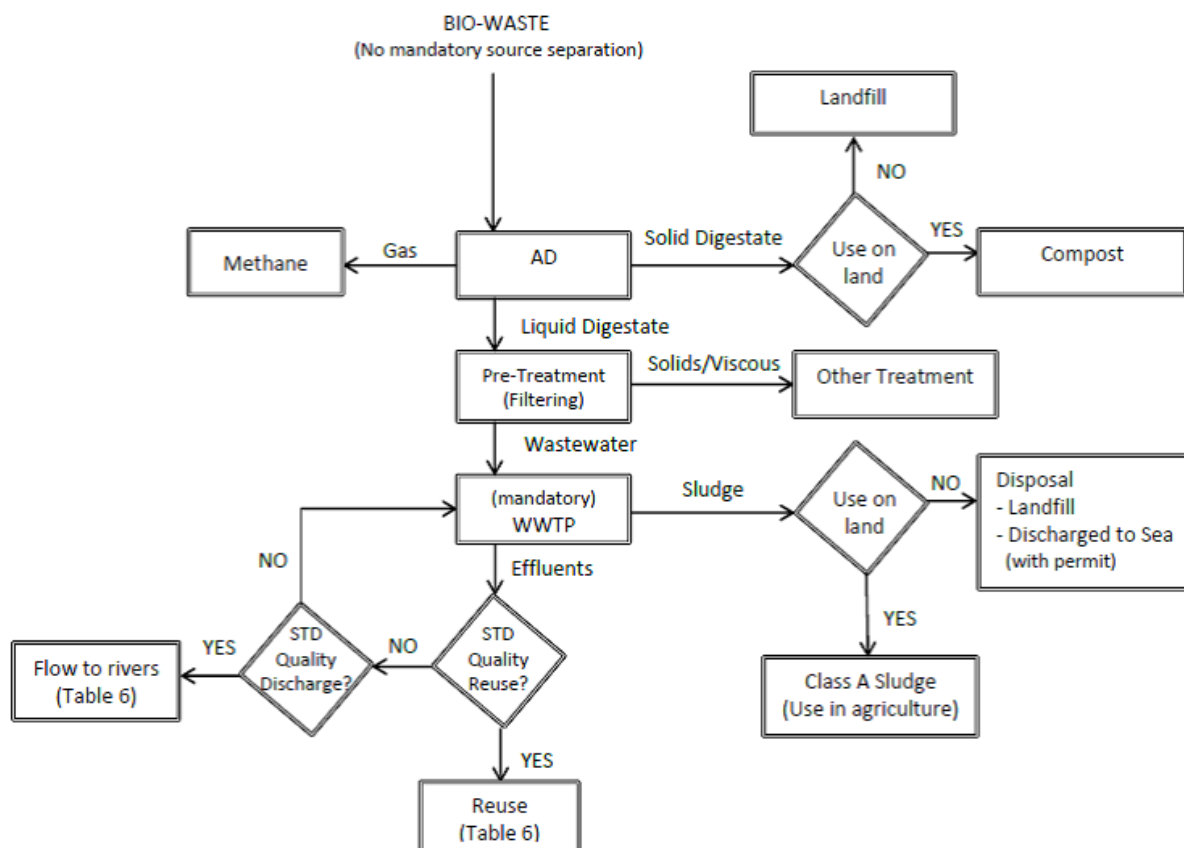 BIO-WASTE
(No mandatory source separation)
Landfill
NO
Methane
Gas
AD
Solid Digestate
Use on
land
YES
Compost
Liquid Digestate
Pre-Treatment
(Filtering)
Solids/Viscous
Other Treatment
Wastewater
(mandatory)
WWTP
Sludge
Use on
land
NO
Disposal
- Landfill
- Discharged to Sea
(with permit)
NO
Effluents
YES
Flow to rivers
(Table 6)
YES
STD
Quality
Discharge?
NO
STD
Quality
Reuse?
Class A Sludge
(Use in agriculture)
YES
Reuse
(Table 6)